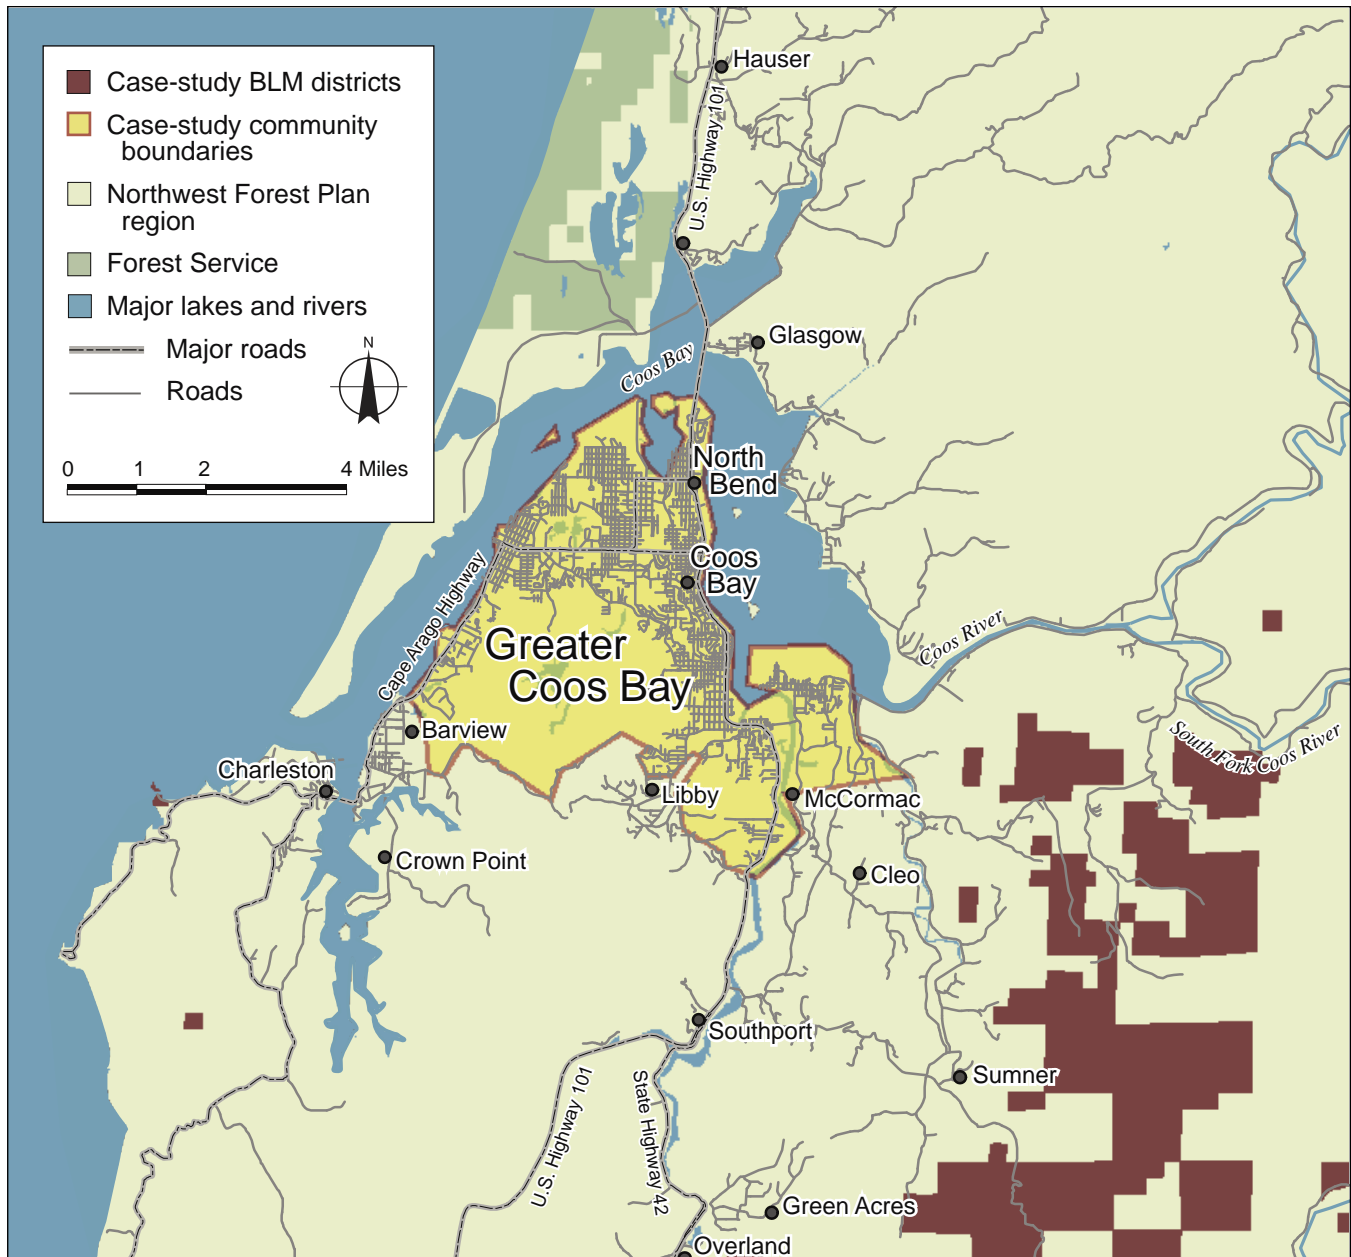 Case-study BLM districts
Case-study community
boundaries
Northwest Forest Plan
region
Forest Service
Major lakes and rivers
Major roads
Roads
N
0 1 2 4 Miles
Hauser
U.S. Highway 101
Glasgow
Coos Bay
North
Bend
Coos
Bay
Cape Arago Highway
Greater
Coos Bay
Coos River
South Fork Coos River
Barview
Charleston
Libby
McCormac
Crown Point
Cleo
Southport
Sumner
U.S. Highway 101
State Highway 42
Green Acres
Overland